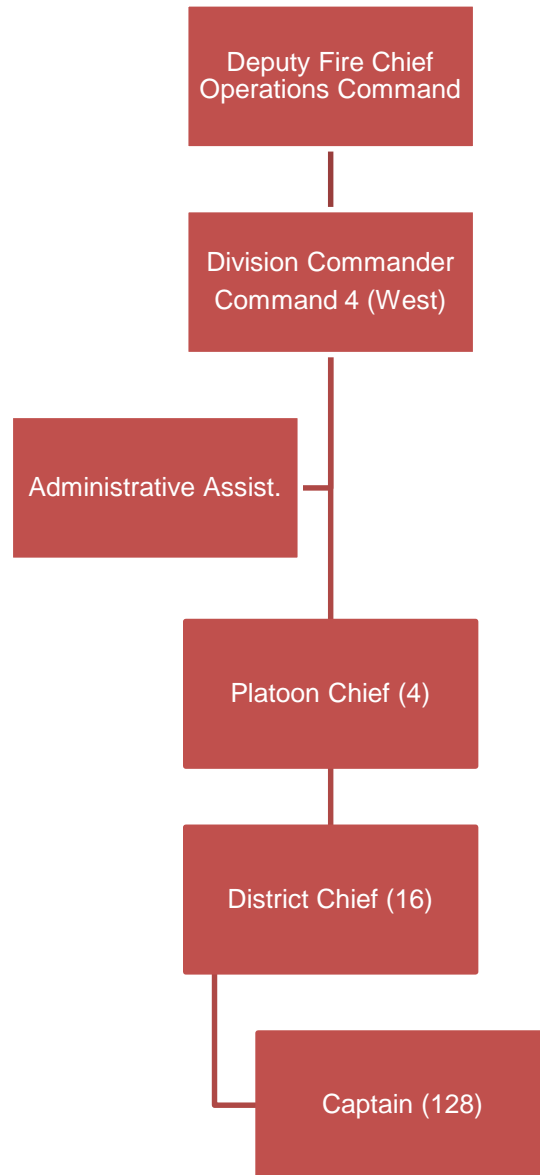 Deputy Fire Chief
Operations Command
Division Commander
Command 4 (West)
Administrative Assist.
Platoon Chief (4)
District Chief (16)
Captain (128)